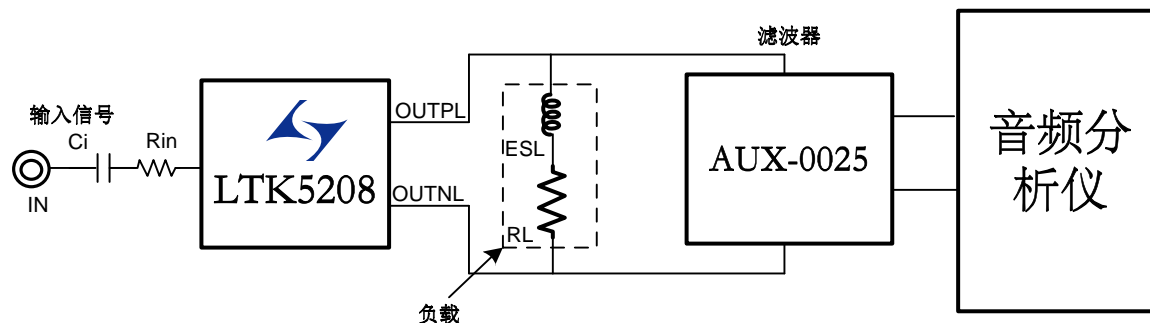 输入信号
Ci
Rin
IN
LTK5208
OUTPL
OUTNL
ESL
RL
负载
滤波器
AUX-0025
音频分
析仪